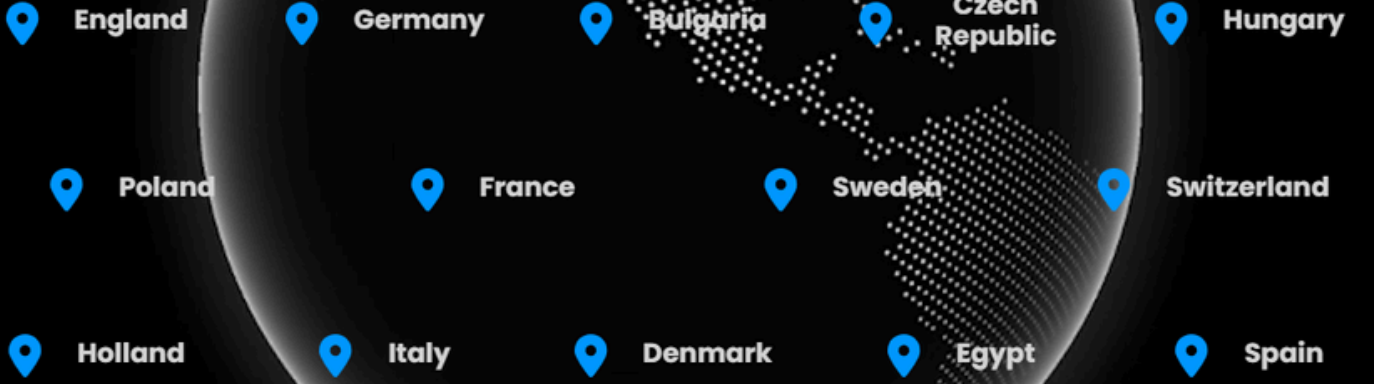 England
Germany
Bulgaria
Czech
Republic
Hungary
Poland
France
Sweden
Switzerland
Holland
Italy
Denmark
Egypt
Spain